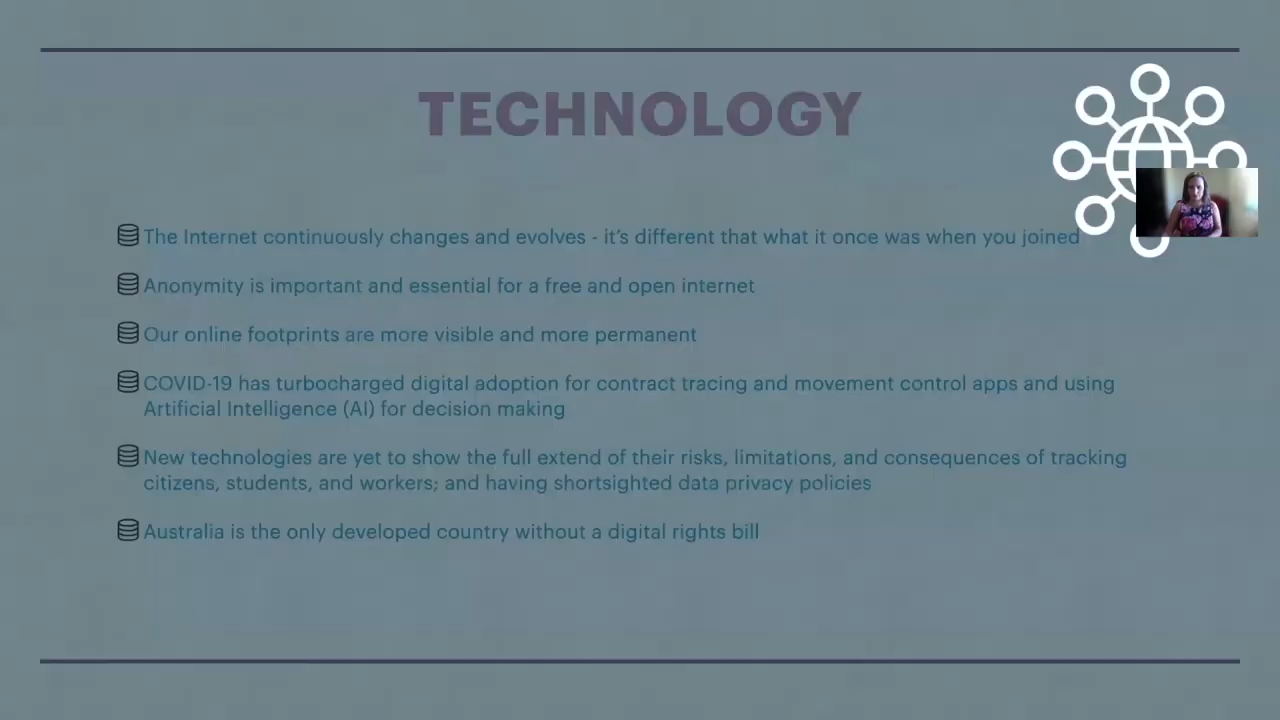 TECHNOLOGY
The Internet continuously changes and evolves - it's different that what it once was when you joined
Anonymity is important and essential for a free and open internet
Our online footprints are more visible and more permanent
COVID-19 has turbocharged digital adoption for contract tracing and movement control apps and using
Artificial Intelligence (AI) for decision making
New technologies are yet to show the full extend of their risks, limitations, and consequences of tracking
citizens, students, and workers; and having shortsighted data privacy policies
Australia is the only developed country without a digital rights bill